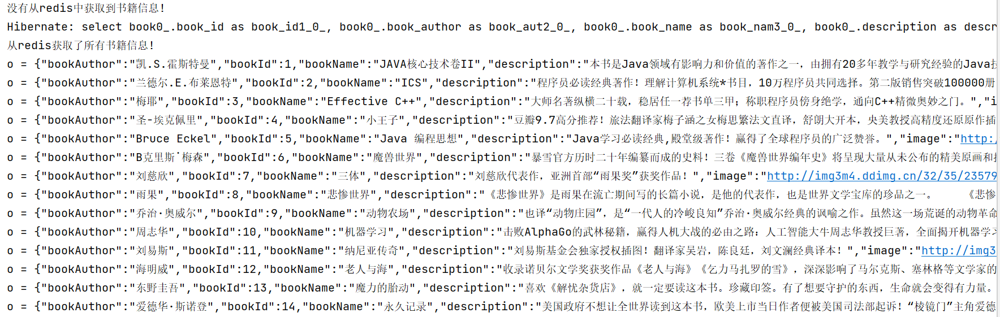 没有从redis中获取到书籍信息!
Hibernate: select book0_.book_id as book_id1_0_, book0_.book_author as book_aut2_0_, book0_.book_name as book_nam3_0_, book0_.description as descr
从redis获取了所有书籍信息!
o = {"bookAuthor":"凯.S.霍斯特曼","bookId":1,"bookName":"JAVA核心技术卷II","description":"本书是Java领域有影响力和价值的著作之一，由拥有20多年教学与研究经验的Java技
o = {"bookAuthor":"兰德尔.E.布莱恩特","bookId":2,"bookName":"ICS","description":"程序员必读经典著作！理解计算机系统*书目，10万程序员共同选择。第二版销售突破100000册
o = {"bookAuthor":"梅耶","bookId":3,"bookName":"Effective C++","description":"大师名著纵横二十载，稳居任一荐书单三甲；称职程序员傍身绝学，通向C++精微奥妙之门。","i
o = {"bookAuthor":"圣-埃克佩里","bookId":4,"bookName":"小王子","description":"豆瓣9.7高分推荐！旅法翻译家梅子涵之女梅思繁法文直译，舒朗大开本，央美教授高精度还原原作插
o = {"bookAuthor":"Bruce Eckel","bookId":5,"bookName":"Java 编程思想","description":"Java学习必读经典,殿堂级著作！赢得了全球程序员的广泛赞誉。","image":"http:/
o = {"bookAuthor":"B克里斯˙梅森","bookId":6,"bookName":"魔兽世界","description":"暴雪官方历时二十年编纂而成的史料！三卷《魔兽世界编年史》将呈现大量从未公布的精美原画和
o = {"bookAuthor":"刘慈欣","bookId":7,"bookName":"三体","description":"刘慈欣代表作，亚洲首部“雨果奖”获奖作品！","image":"http://img3m4.ddimg.cn/32/35/23579
o = {"bookAuthor":"雨果","bookId":8,"bookName":"悲惨世界","description":"《悲惨世界》是雨果在流亡期间写的长篇小说，是他的代表作，也是世界文学宝库的珍品之一。    《悲惨
o = {"bookAuthor":"乔治·奥威尔","bookId":9,"bookName":"动物农场","description":"也译“动物庄园”，是“一代人的冷峻良知”乔治·奥威尔经典的讽喻之作。虽然这一场荒诞的动物革命
o = {"bookAuthor":"周志华","bookId":10,"bookName":"机器学习","description":"击败AlphaGo的武林秘籍，赢得人机大战的必由之路：人工智能大牛周志华教授巨著，全面揭开机器学习
o = {"bookAuthor":"刘易斯","bookId":11,"bookName":"纳尼亚传奇","description":"刘易斯基金会独家授权插图！翻译家吴岩，陈良廷，刘文澜经典译本！","image":"http://img3
o = {"bookAuthor":"海明威","bookId":12,"bookName":"老人与海","description":"收录诺贝尔文学奖获奖作品《老人与海》《乞力马扎罗的雪》，深深影响了马尔克斯、塞林格等文学家的
o = {"bookAuthor":"东野圭吾","bookId":13,"bookName":"魔力的胎动","description":"喜欢《解忧杂货店》，就一定要读这本书。珍藏印签。有了想要守护的东西，生命就会变得有力量。
o = {"bookAuthor":"爱德华·斯诺登","bookId":14,"bookName":"永久记录","description":"美国政府不想让全世界读到这本书，欧美上市当日作者便被美国司法部起诉！“棱镜门”主角爱德